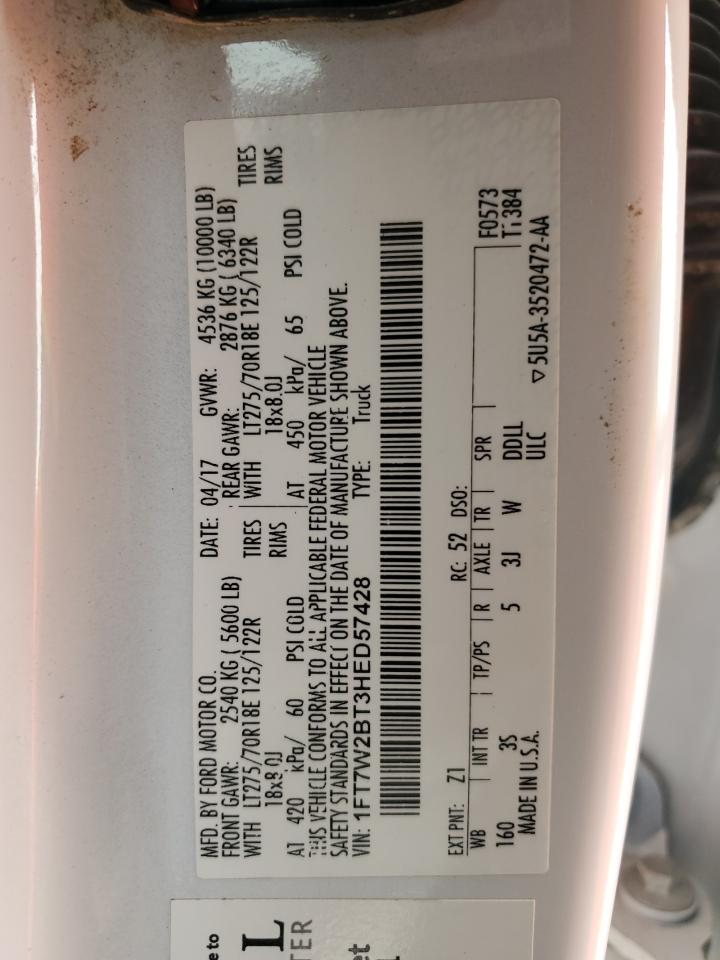 MFD. BY FORD MOTOR CO.
DATE: 04/17 GVWR: 4536 KG (10000 LB)
FRONT GAWR: 2540 KG ( 5600 LB)
REAR GAWR: 2876 KG ( 6340 LB)
WITH LT275/70R18E 125/122R TIRES
WITH LT275/70R18E 125/122R TIRES
18x8.0J RIMS
18x8.0J RIMS
AT 420 kPa/ 60 PSI COLD
AT 450 kPa/ 65 PSI COLD
THIS VEHICLE CONFORMS TO ALL APPLICABLE FEDERAL MOTOR VEHICLE
SAFETY STANDARDS IN EFFECT ON THE DATE OF MANUFACTURE SHOWN ABOVE.
VIN: 1FT7W2BT3HED57428 TYPE: Truck
EXT PNT: Z1 RC: 52 DSO:
WB INT TR TP/PS R AXLE TR SPR F0573
160 3S 5 3J W DDLL T1384
MADE IN U.S.A. ULC
▽ 5U5A-3520472-AA
e to
L
TER
et